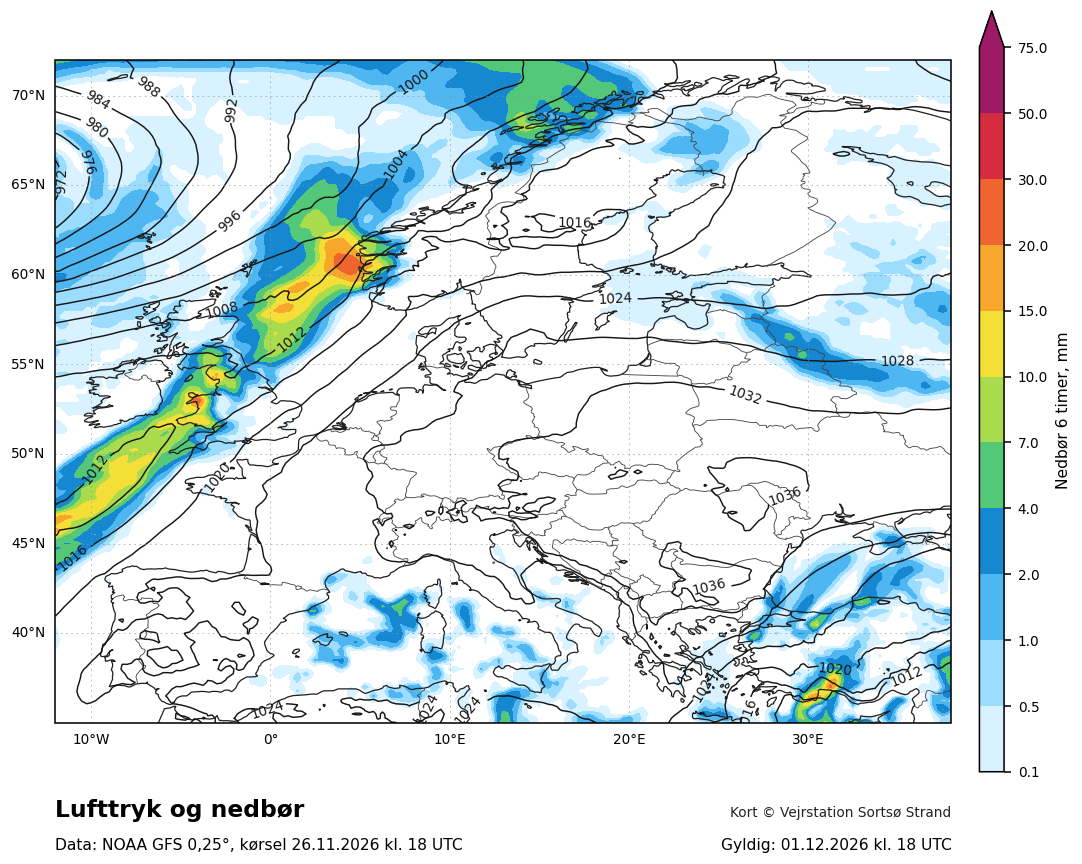 984
988
992
1000
980
976
972
996
1004
1016
1008
1012
1024
1028
1032
1012
1020
1016
1036
1036
1020
1012
1024
1024
1024
1024
16
70°N
65°N
60°N
55°N
50°N
45°N
40°N
10°W
0°
10°E
20°E
30°E
75.0
50.0
30.0
20.0
15.0
10.0
7.0
4.0
2.0
1.0
0.5
0.1
Nedbør 6 timer, mm
Lufttryk og nedbør
Kort © Vejrstation Sortsø Strand
Data: NOAA GFS 0,25°, kørsel 26.11.2026 kl. 18 UTC
Gyldig: 01.12.2026 kl. 18 UTC